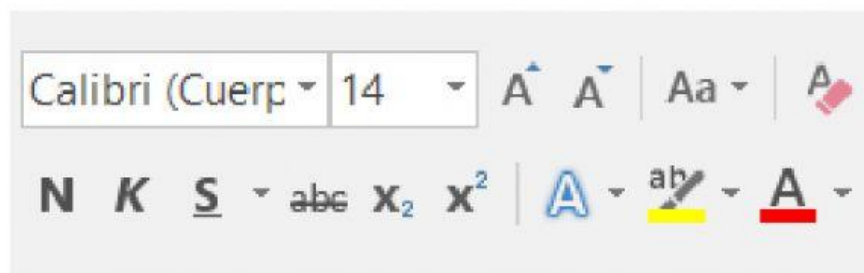 Calibri (Cuerp 14 A A Aa A
N K S abc X₂ X² A ab A